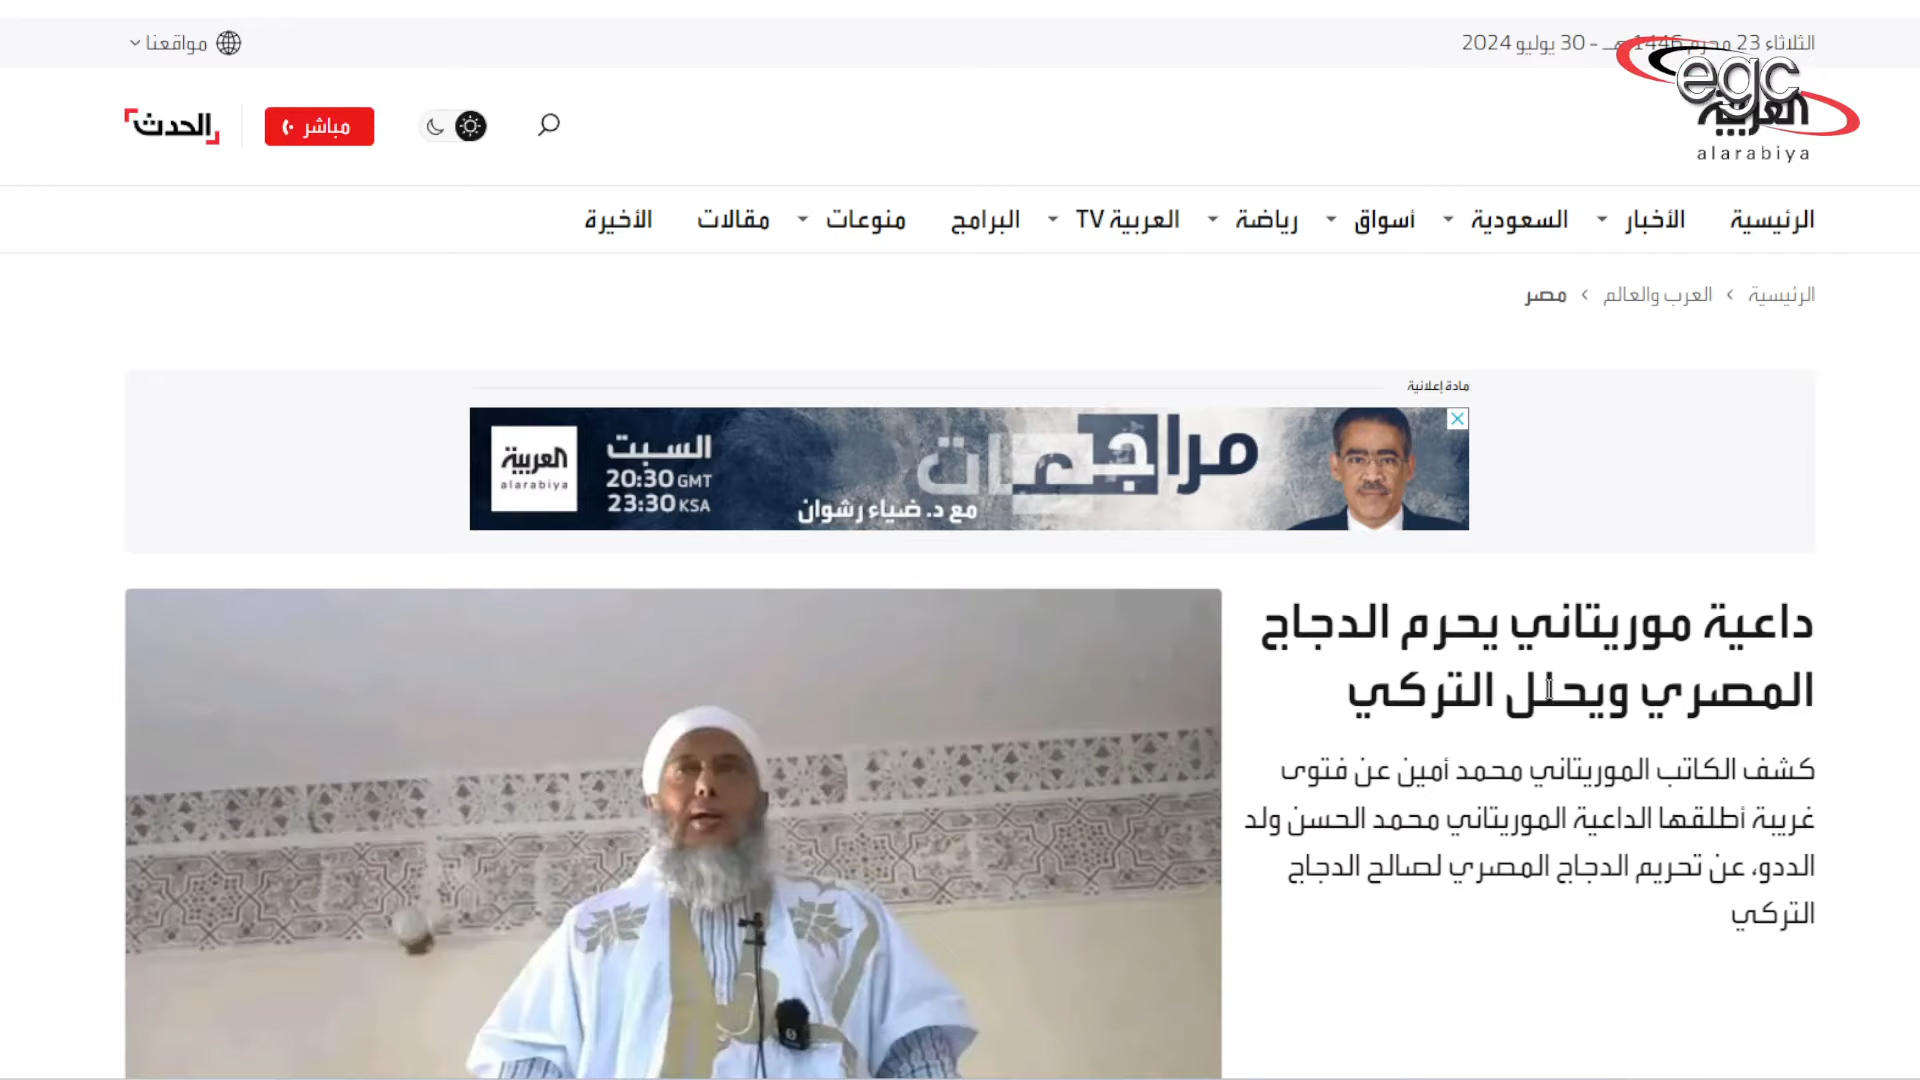 الثلاثاء 23 محرم 1446 هـ - 30 يوليو 2024
مواقعنا
egc
العربية
alarabiya
مباشر
الحدث
الرئيسية الأخبار السعودية أسواق رياضة العربية TV البرامج منوعات مقالات الأخيرة
الرئيسية › العرب والعالم › مصر
مادة إعلانية
مراجعات
مع د. ضياء رشوان
السبت
20:30 GMT
23:30 KSA
العربية
alarabiya
داعية موريتاني يحرم الدجاج
المصري ويحلل التركي
كشف الكاتب الموريتاني محمد أمين عن فتوى
غريبة أطلقها الداعية الموريتاني محمد الحسن ولد
الددو، عن تحريم الدجاج المصري لصالح الدجاج
التركي